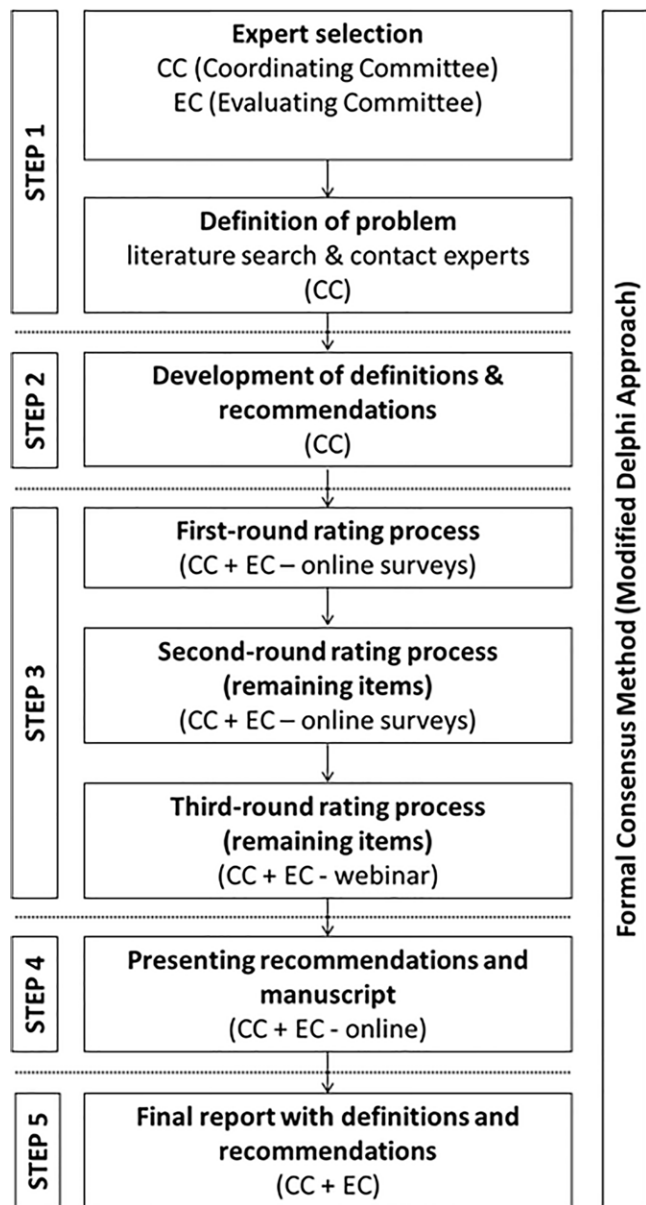 STEP 1
Expert selection
CC (Coordinating Committee)
EC (Evaluating Committee)
Definition of problem
literature search & contact experts
(CC)
STEP 2
Development of definitions &
recommendations
(CC)
STEP 3
First-round rating process
(CC + EC – online surveys)
Second-round rating process
(remaining items)
(CC + EC – online surveys)
Third-round rating process
(remaining items)
(CC + EC - webinar)
STEP 4
Presenting recommendations and
manuscript
(CC + EC - online)
STEP 5
Final report with definitions and
recommendations
(CC + EC)
Formal Consensus Method (Modified Delphi Approach)